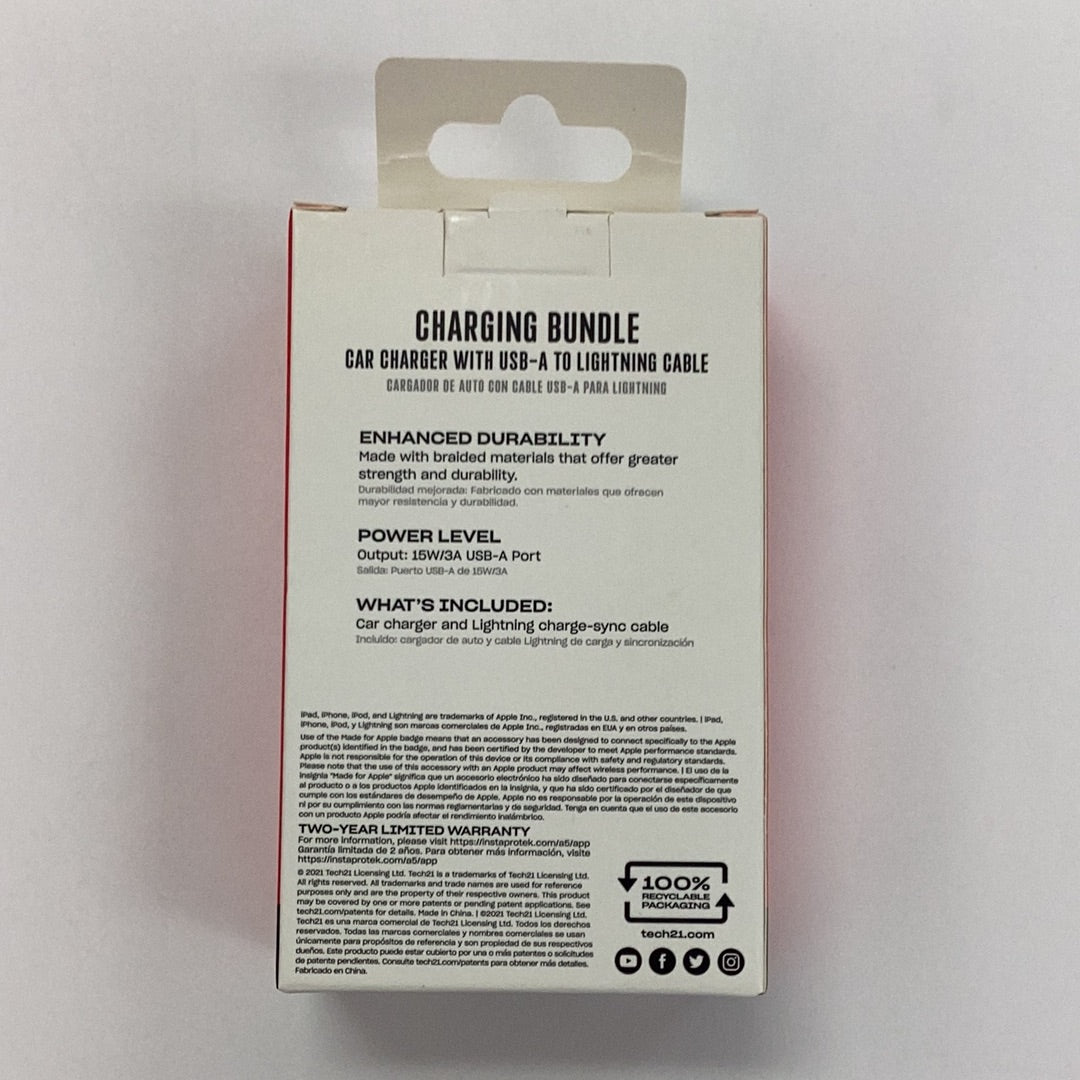 CHARGING BUNDLE
CAR CHARGER WITH USB-A TO LIGHTNING CABLE
CARGADOR DE AUTO CON CABLE USB-A PARA LIGHTNING
ENHANCED DURABILITY
Made with braided materials that offer greater
strength and durability.
Durabilidad mejorada: Fabricado con materiales que ofrecen
mayor resistencia y durabilidad.
POWER LEVEL
Output: 15W/3A USB-A Port
Salida: Puerto USB-A de 15W/3A
WHAT'S INCLUDED:
Car charger and Lightning charge-sync cable
Incluido: cargador de auto y cable Lightning de carga y sincronización
iPad, iPhone, iPod, and Lightning are trademarks of Apple Inc., registered in the U.S. and other countries. | iPad,
iPhone, iPod, y Lightning son marcas comerciales de Apple Inc., registradas en EUA y en otros países.
Use of the Made for Apple badge means that an accessory has been designed to connect specifically to the Apple
product(s) identified in the badge, and has been certified by the developer to meet Apple performance standards.
Apple is not responsible for the operation of this device or its compliance with safety and regulatory standards.
Please note that the use of this accessory with an Apple product may affect wireless performance. | El uso de la
insignia "Made for Apple" significa que un accesorio electrónico ha sido diseñado para conectarse específicamente
al producto o a los productos Apple identificados en la insignia, y que ha sido certificado por el diseñador de que
cumple con los estándares de desempeño de Apple. Apple no es responsable por la operación de este dispositivo
ni por su cumplimiento con las normas reglamentarias y de seguridad. Tenga en cuenta que el uso de este accesorio
con un producto Apple podría afectar el rendimiento inalámbrico.
TWO-YEAR LIMITED WARRANTY
For more information, please visit https://instaprotek.com/a5/app
Garantía limitada de 2 años. Para obtener más información, visite
https://instaprotek.com/a5/app
© 2021 Tech21 Licensing Ltd. Tech21 is a trademarks of Tech21 Licensing Ltd.
All rights reserved. All trademarks and trade names are used for reference
purposes only and are the property of their respective owners. This product
may be covered by one or more patents or pending patent applications. See
tech21.com/patents for details. Made in China. | ©2021 Tech21 Licensing Ltd.
Tech21 es una marca comercial de Tech21 Licensing Ltd. Todos los derechos
reservados. Todas las marcas comerciales y nombres comerciales se usan
únicamente para propósitos de referencia y son propiedad de sus respectivos
dueños. Este producto puede estar cubierto por una o más patentes o solicitudes
de patente pendientes. Consulte tech21.com/patents para obtener más detalles.
Fabricado en China.
100%
RECYCLABLE
PACKAGING
tech21.com